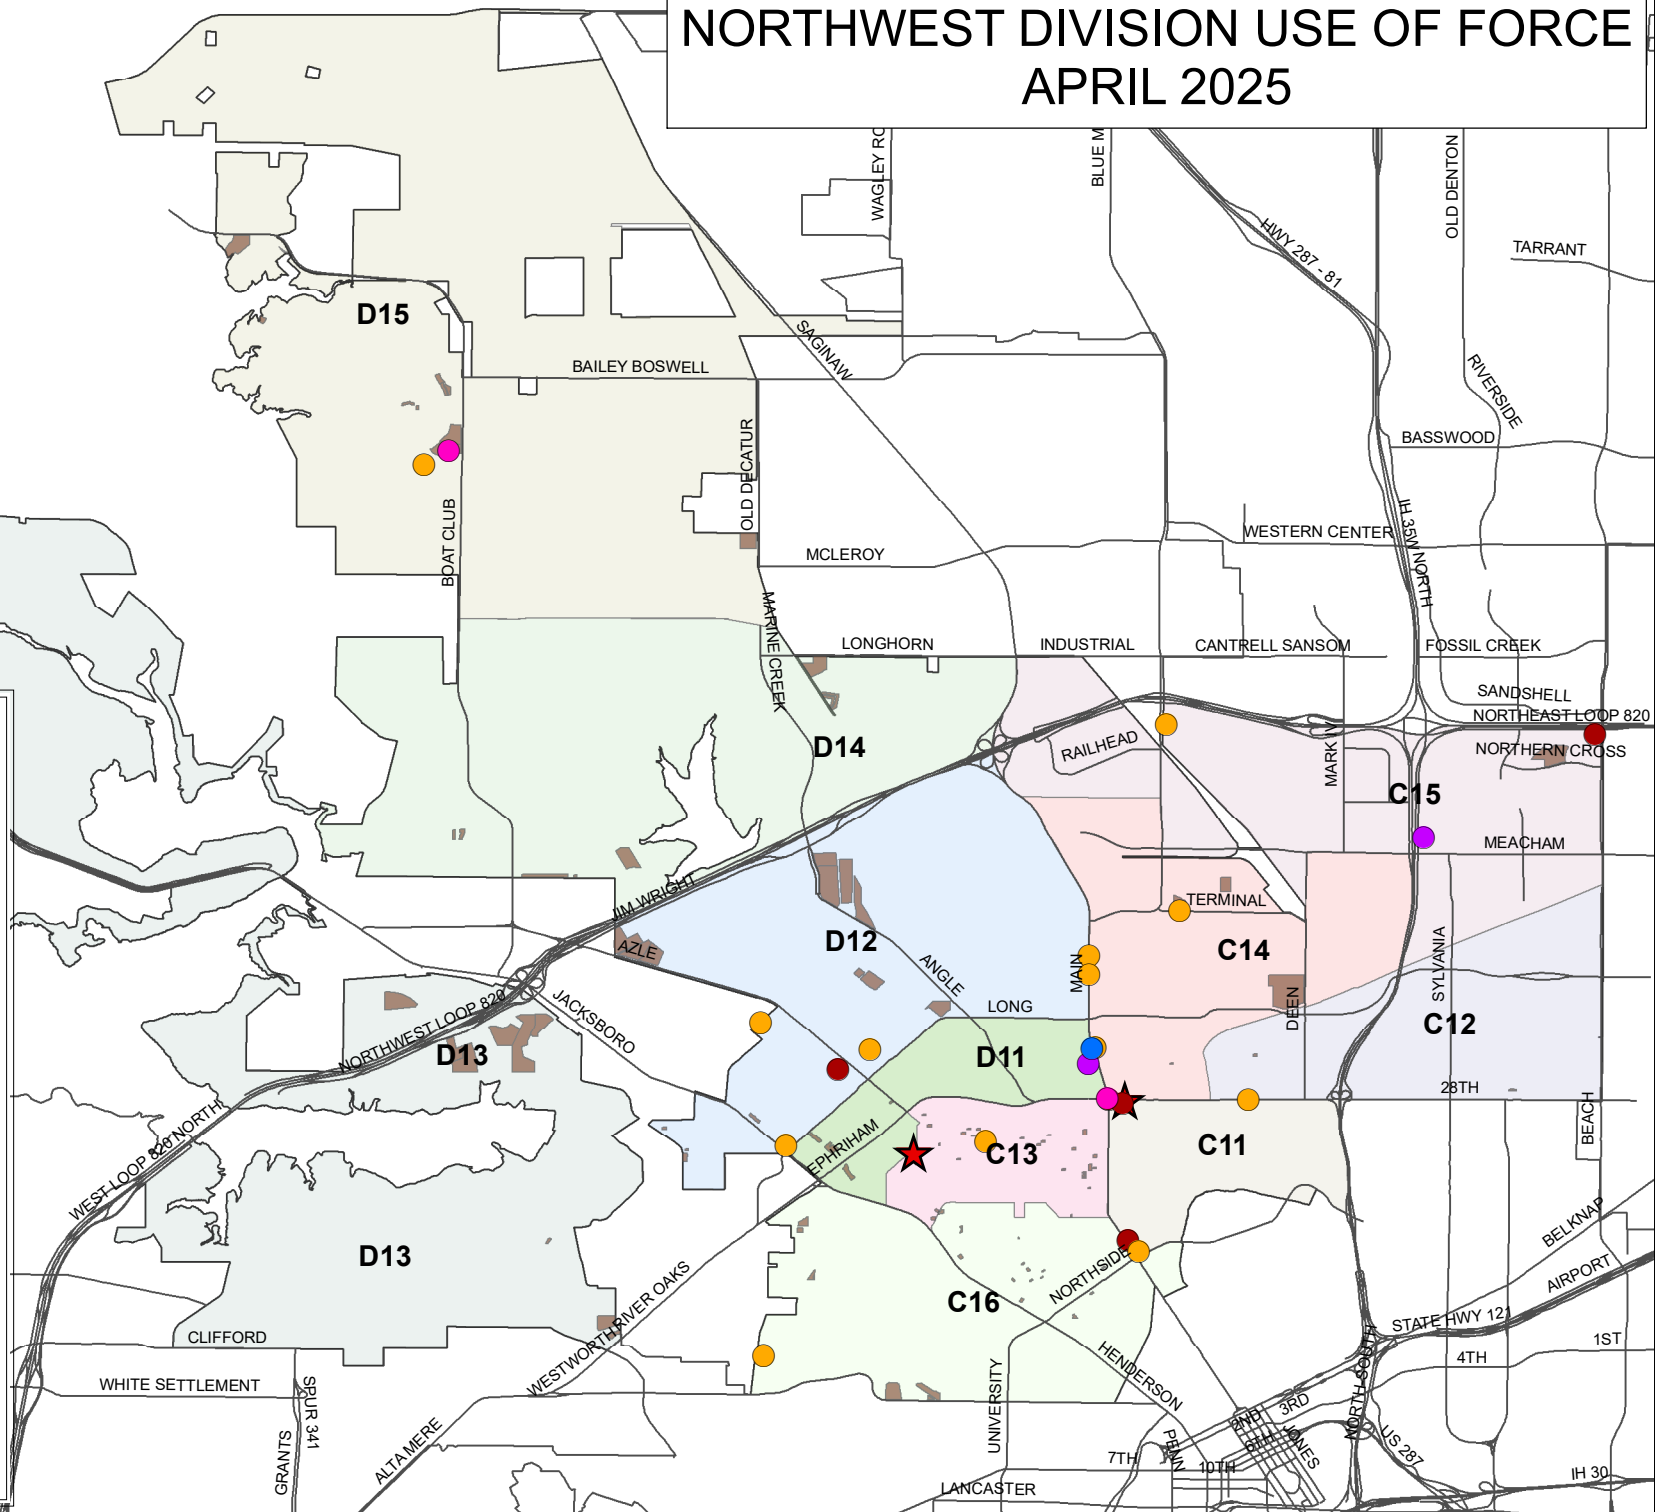 NORTHWEST DIVISION USE OF FORCE
APRIL 2025
WAGLEY RO
BLUE M
OLD DENTON
HWY 287 - 81
TARRANT
D15
SAGINAW
BAILEY BOSWELL
RIVERSIDE
BASSWOOD
OLD DECATUR
BOAT CLUB
IH 35W NORTH
WESTERN CENTER
MCLEROY
MARINE CREEK
LONGHORN
INDUSTRIAL
CANTRELL SANSOM
FOSSIL CREEK
SANDSHELL
NORTHEAST LOOP 820
D14
RAILHEAD
MARK IV
NORTHERN CROSS
C15
MEACHAM
JIM WRIGHT
TERMINAL
AZLE
D12
ANGLE
MAIN
C14
SYLVANIA
NORTHWEST LOOP 820
JACKSBORO
LONG
DEEN
C12
D13
D11
28TH
BEACH
WEST LOOP 820 NORTH
EPHRIHAM
C13
C11
D13
NORTHSIDE
BELKNAP
AIRPORT
C16
RIVER OAKS
WESTWORTH
CLIFFORD
STATE HWY 121
1ST
4TH
NORTH-SOUTH
HENDERSON
WHITE SETTLEMENT
SPUR 341
UNIVERSITY
GRANTS
ALTAMERE
2ND
3RD
6TH
JONES
US 287
7TH
PENN
10TH
IH 30
LANCASTER